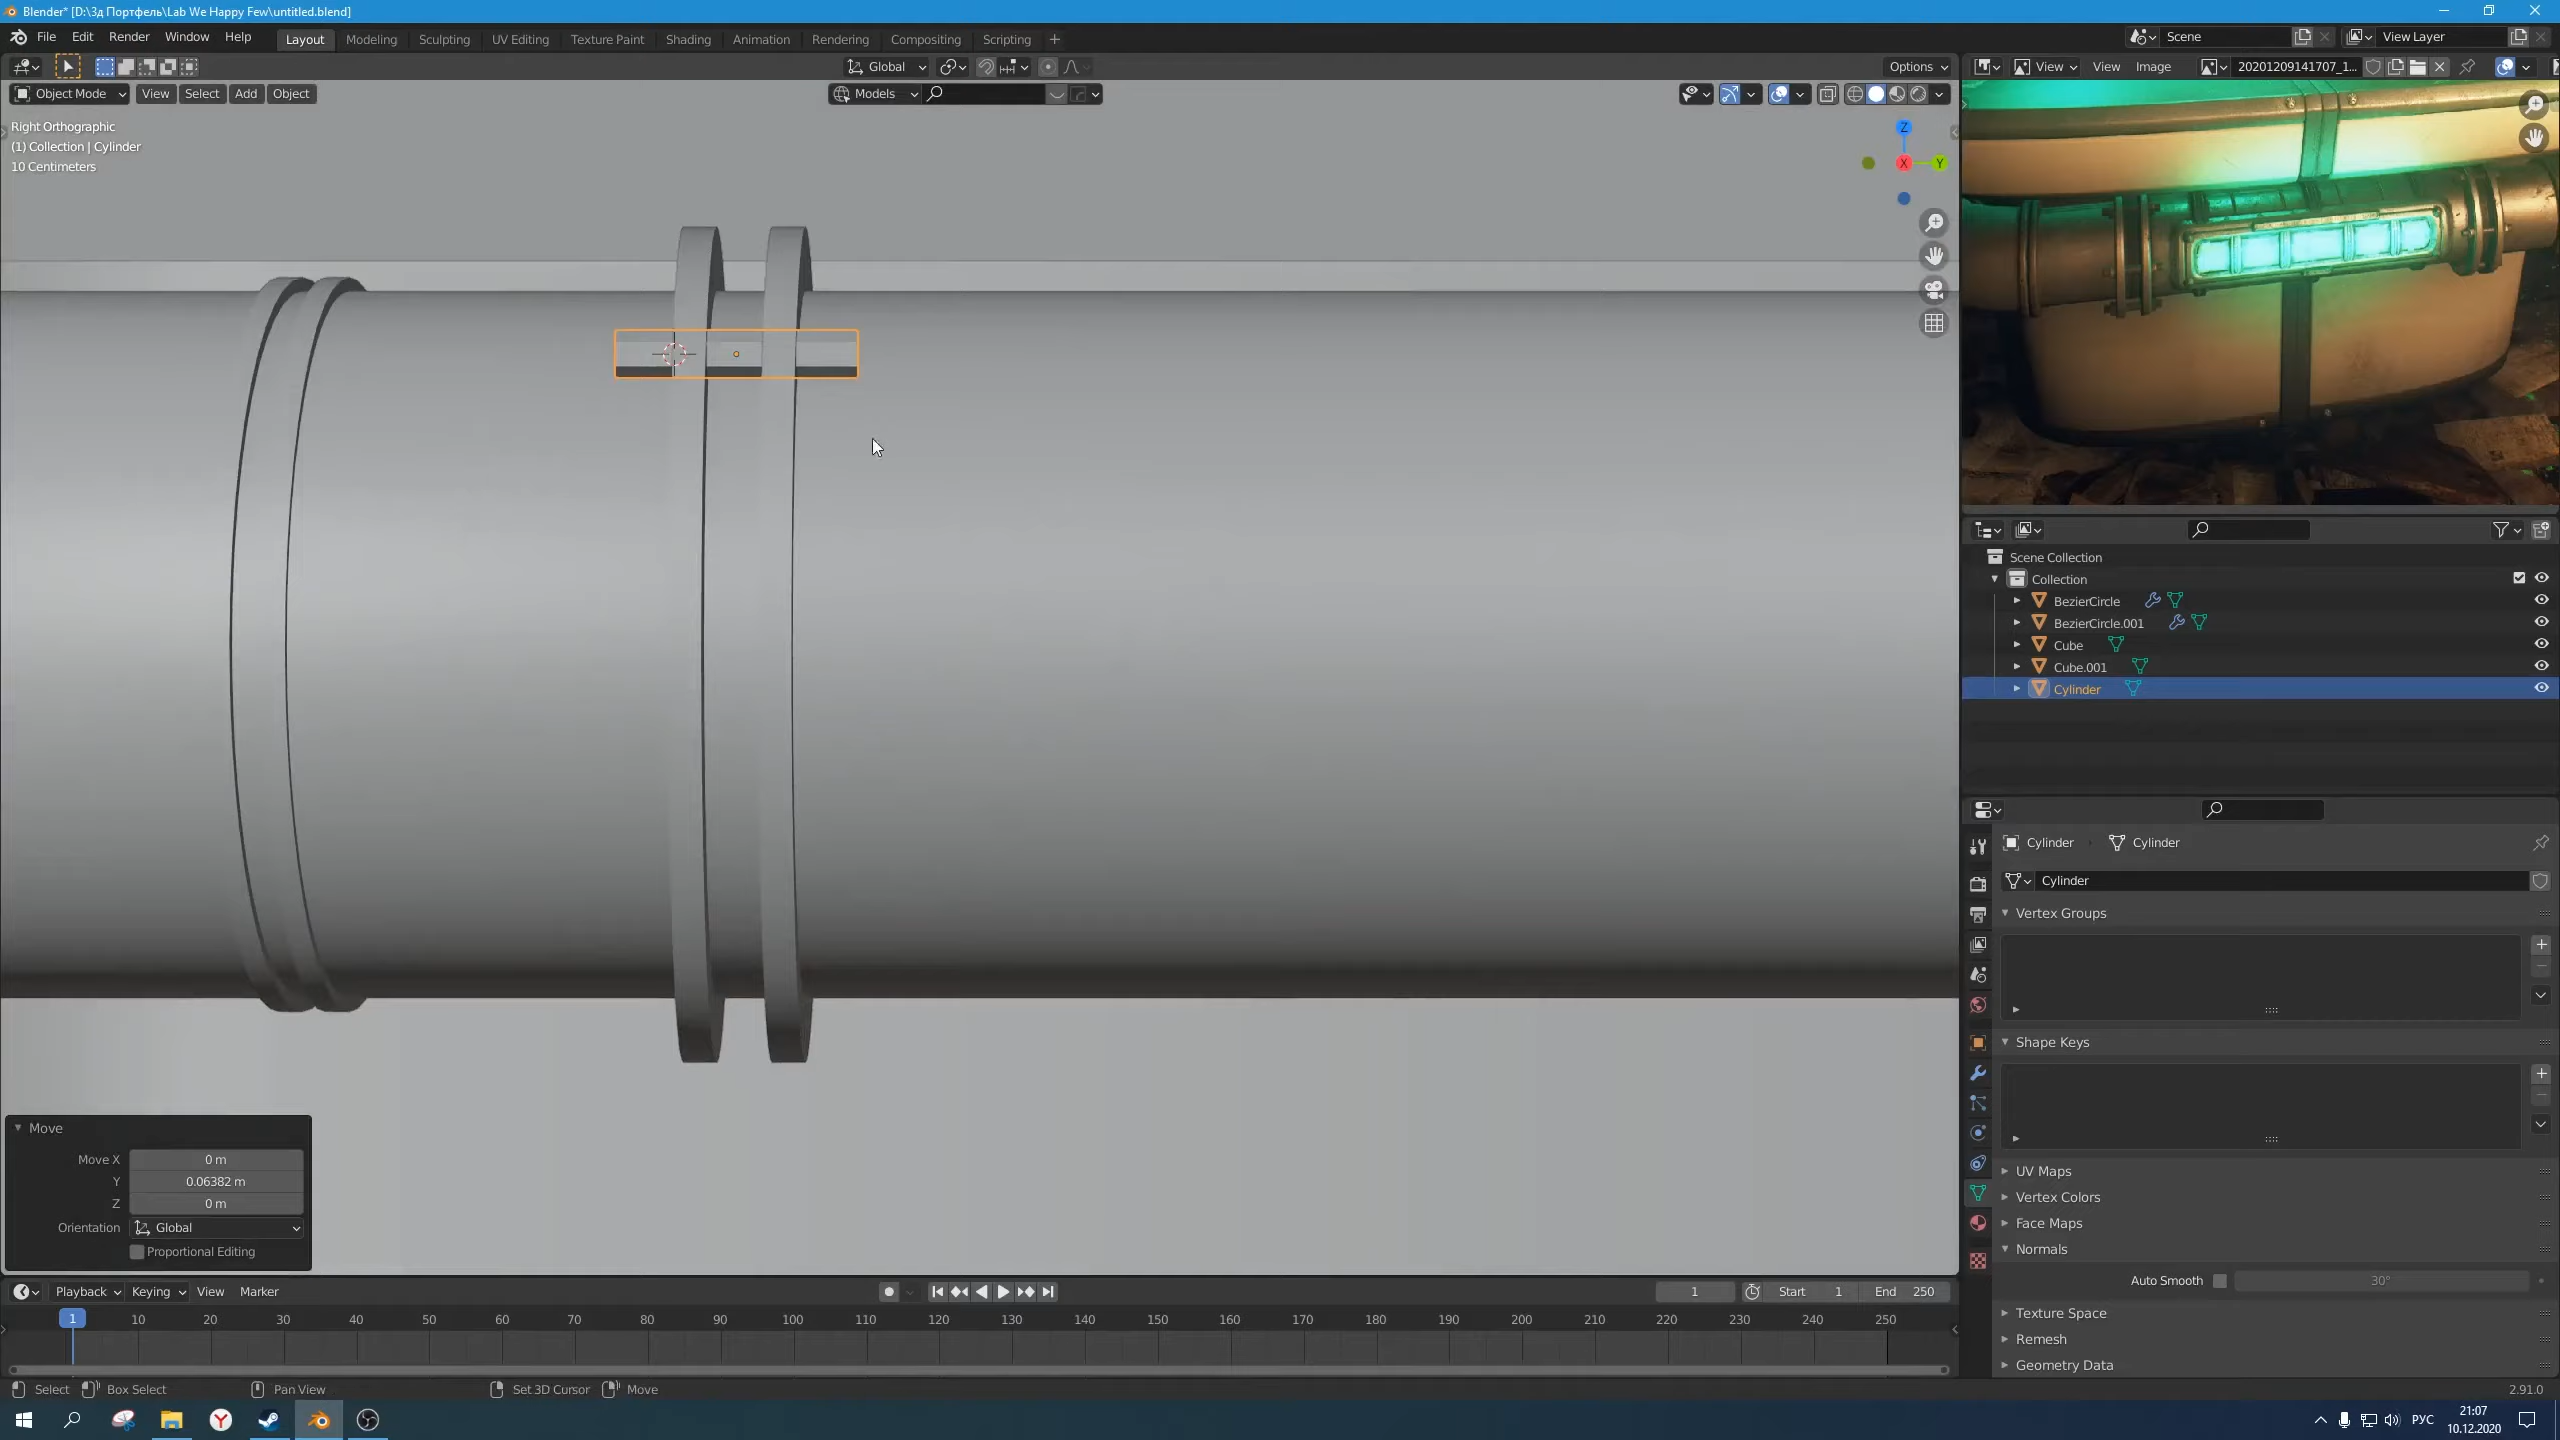 Blender* [D:\3д Портфель\Lab We Happy Few\untitled.blend]
File Edit Render Window Help Layout Modeling Sculpting UV Editing Texture Paint Shading Animation Rendering Compositing Scripting
Scene View Layer
Global Options
View View Image 20201209141707_1...
Object Mode View Select Add Object Models
Right Orthographic
(1) Collection | Cylinder
10 Centimeters
Z
X
Y
Scene Collection
Collection
BezierCircle
BezierCircle.001
Cube
Cube.001
Cylinder
Cylinder Cylinder
Cylinder
Vertex Groups
Shape Keys
UV Maps
Vertex Colors
Face Maps
Normals
Auto Smooth 30°
Texture Space
Remesh
Geometry Data
Move
Move X 0 m
Y 0.06382 m
Z 0 m
Orientation Global
Proportional Editing
Playback Keying View Marker 1 Start 1 End 250
1 10 20 30 40 50 60 70 80 90 100 110 120 130 140 150 160 170 180 190 200 210 220 230 240 250
Select Box Select Pan View Set 3D Cursor Move 2.91.0
РУС 21:07
10.12.2020